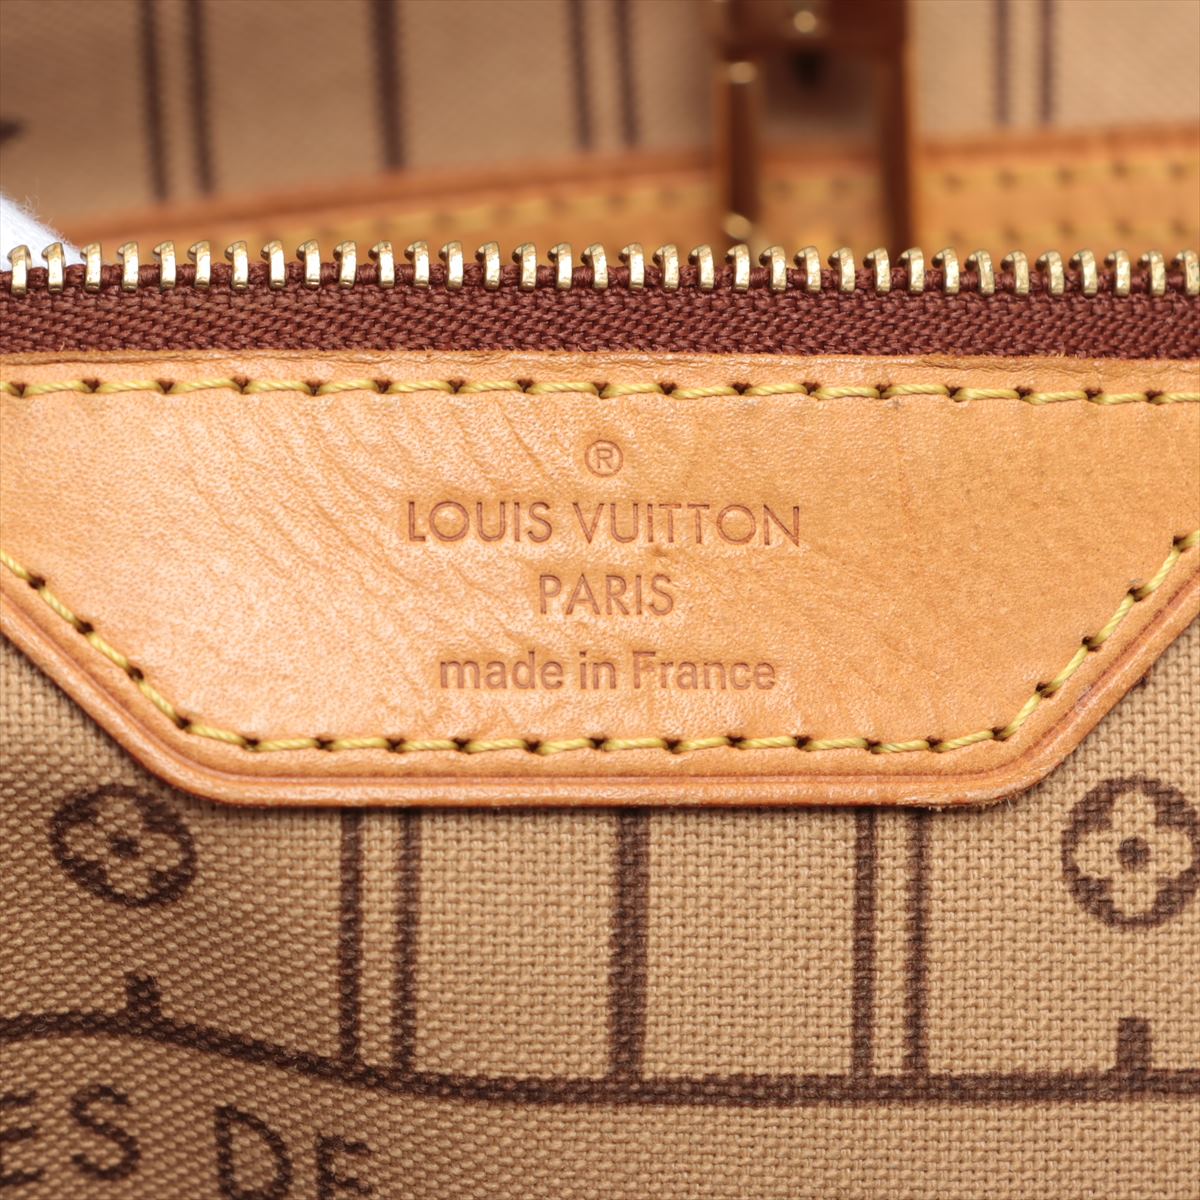 ®
LOUIS VUITTON
PARIS
made in France
ES DE